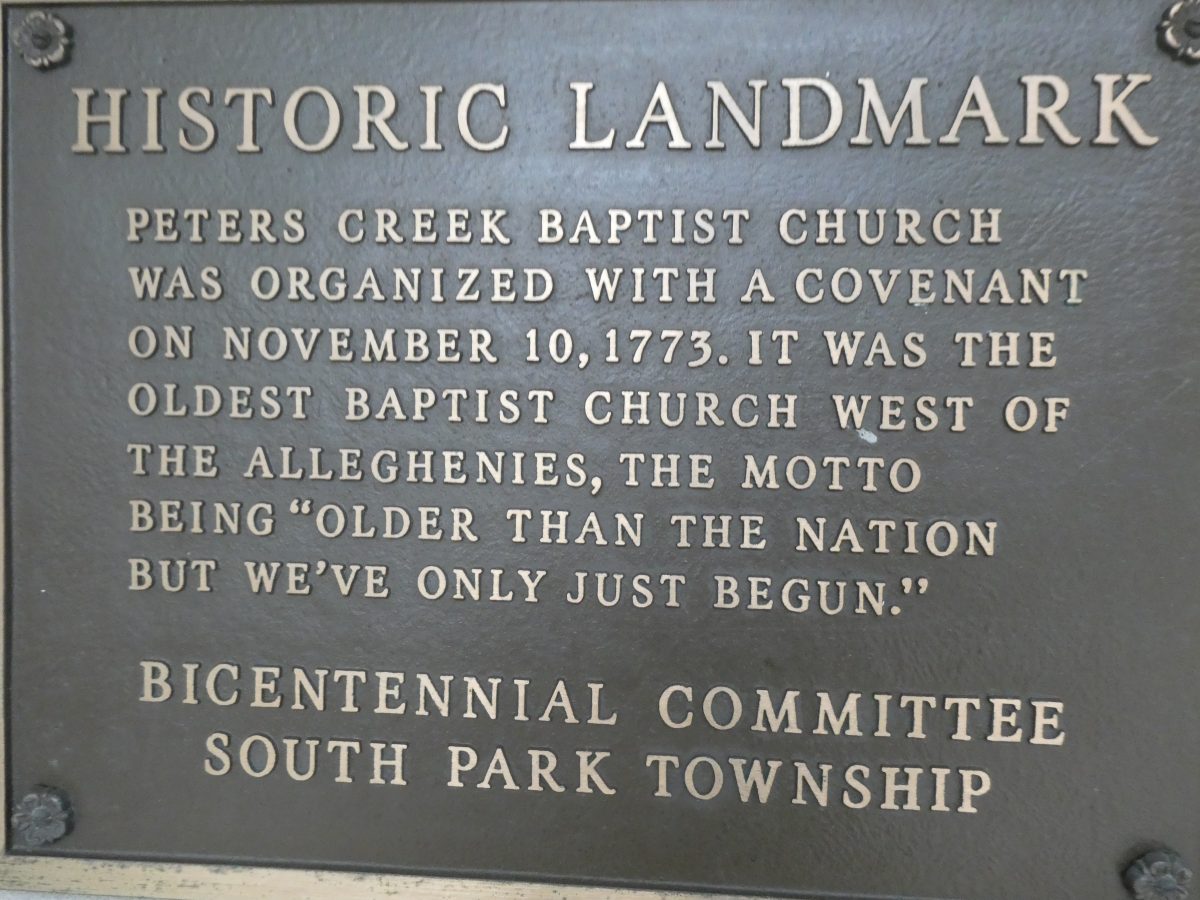 HISTORIC LANDMARK
PETERS CREEK BAPTIST CHURCH
WAS ORGANIZED WITH A COVENANT
ON NOVEMBER 10, 1773. IT WAS THE
OLDEST BAPTIST CHURCH WEST OF
THE ALLEGHENIES, THE MOTTO
BEING “OLDER THAN THE NATION
BUT WE’VE ONLY JUST BEGUN.”
BICENTENNIAL COMMITTEE
SOUTH PARK TOWNSHIP